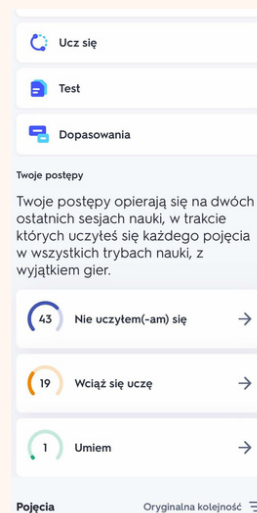 Ucz się
Test
Dopasowania
Twoje postępy
Twoje postępy opierają się na dwóch
ostatnich sesjach nauki, w trakcie
których uczyłeś się każdego pojęcia
w wszystkich trybach nauki, z
wyjątkiem gier.
43 Nie uczyłem(-am) się
19 Wciąż się uczę
1 Umiem
Pojęcia Oryginalna kolejność